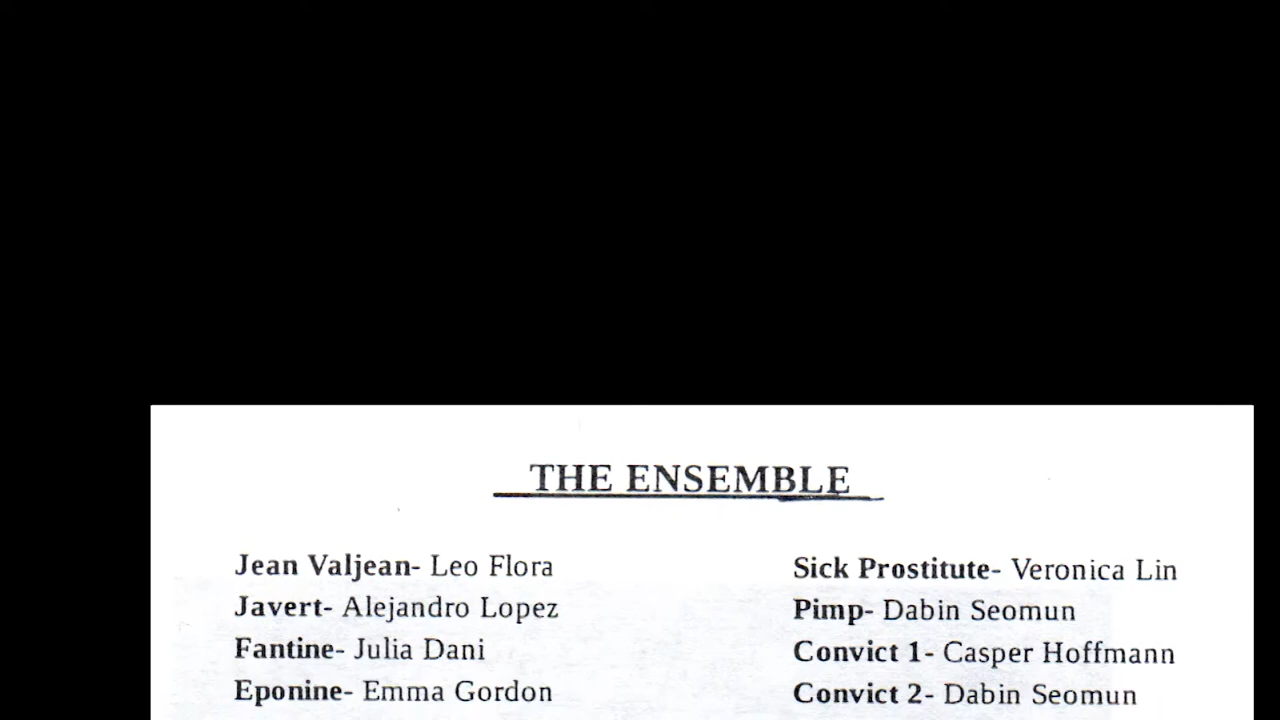 THE ENSEMBLE
Jean Valjean- Leo Flora
Javert- Alejandro Lopez
Fantine- Julia Dani
Eponine- Emma Gordon
Sick Prostitute- Veronica Lin
Pimp- Dabin Seomun
Convict 1- Casper Hoffmann
Convict 2- Dabin Seomun